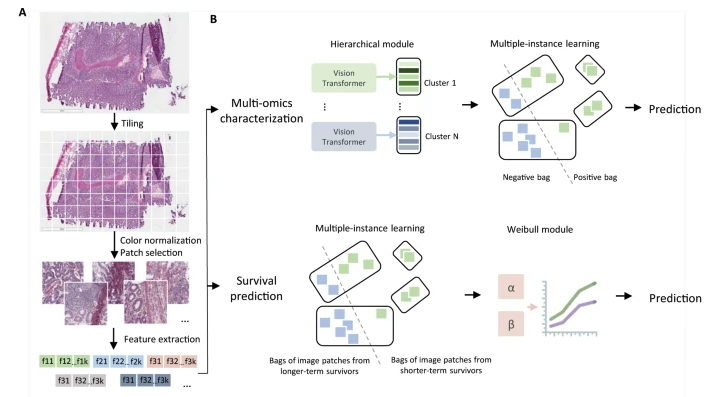 A
B
Tiling
Color normalization
Patch selection
...
Feature extraction
f11 f12..f1k f21 f22..f2k f31 f32..f3k
f31 f32..f3k f31 f32..f3k ...
Multi-omics
characterization
Hierarchical module
Vision
Transformer
Cluster 1
⋮ ⋮
Vision
Transformer
Cluster N
Multiple-instance learning
Negative bag
Positive bag
Prediction
Survival
prediction
Multiple-instance learning
Bags of image patches from
longer-term survivors
Bags of image patches from
shorter-term survivors
Weibull module
α
β
Prediction